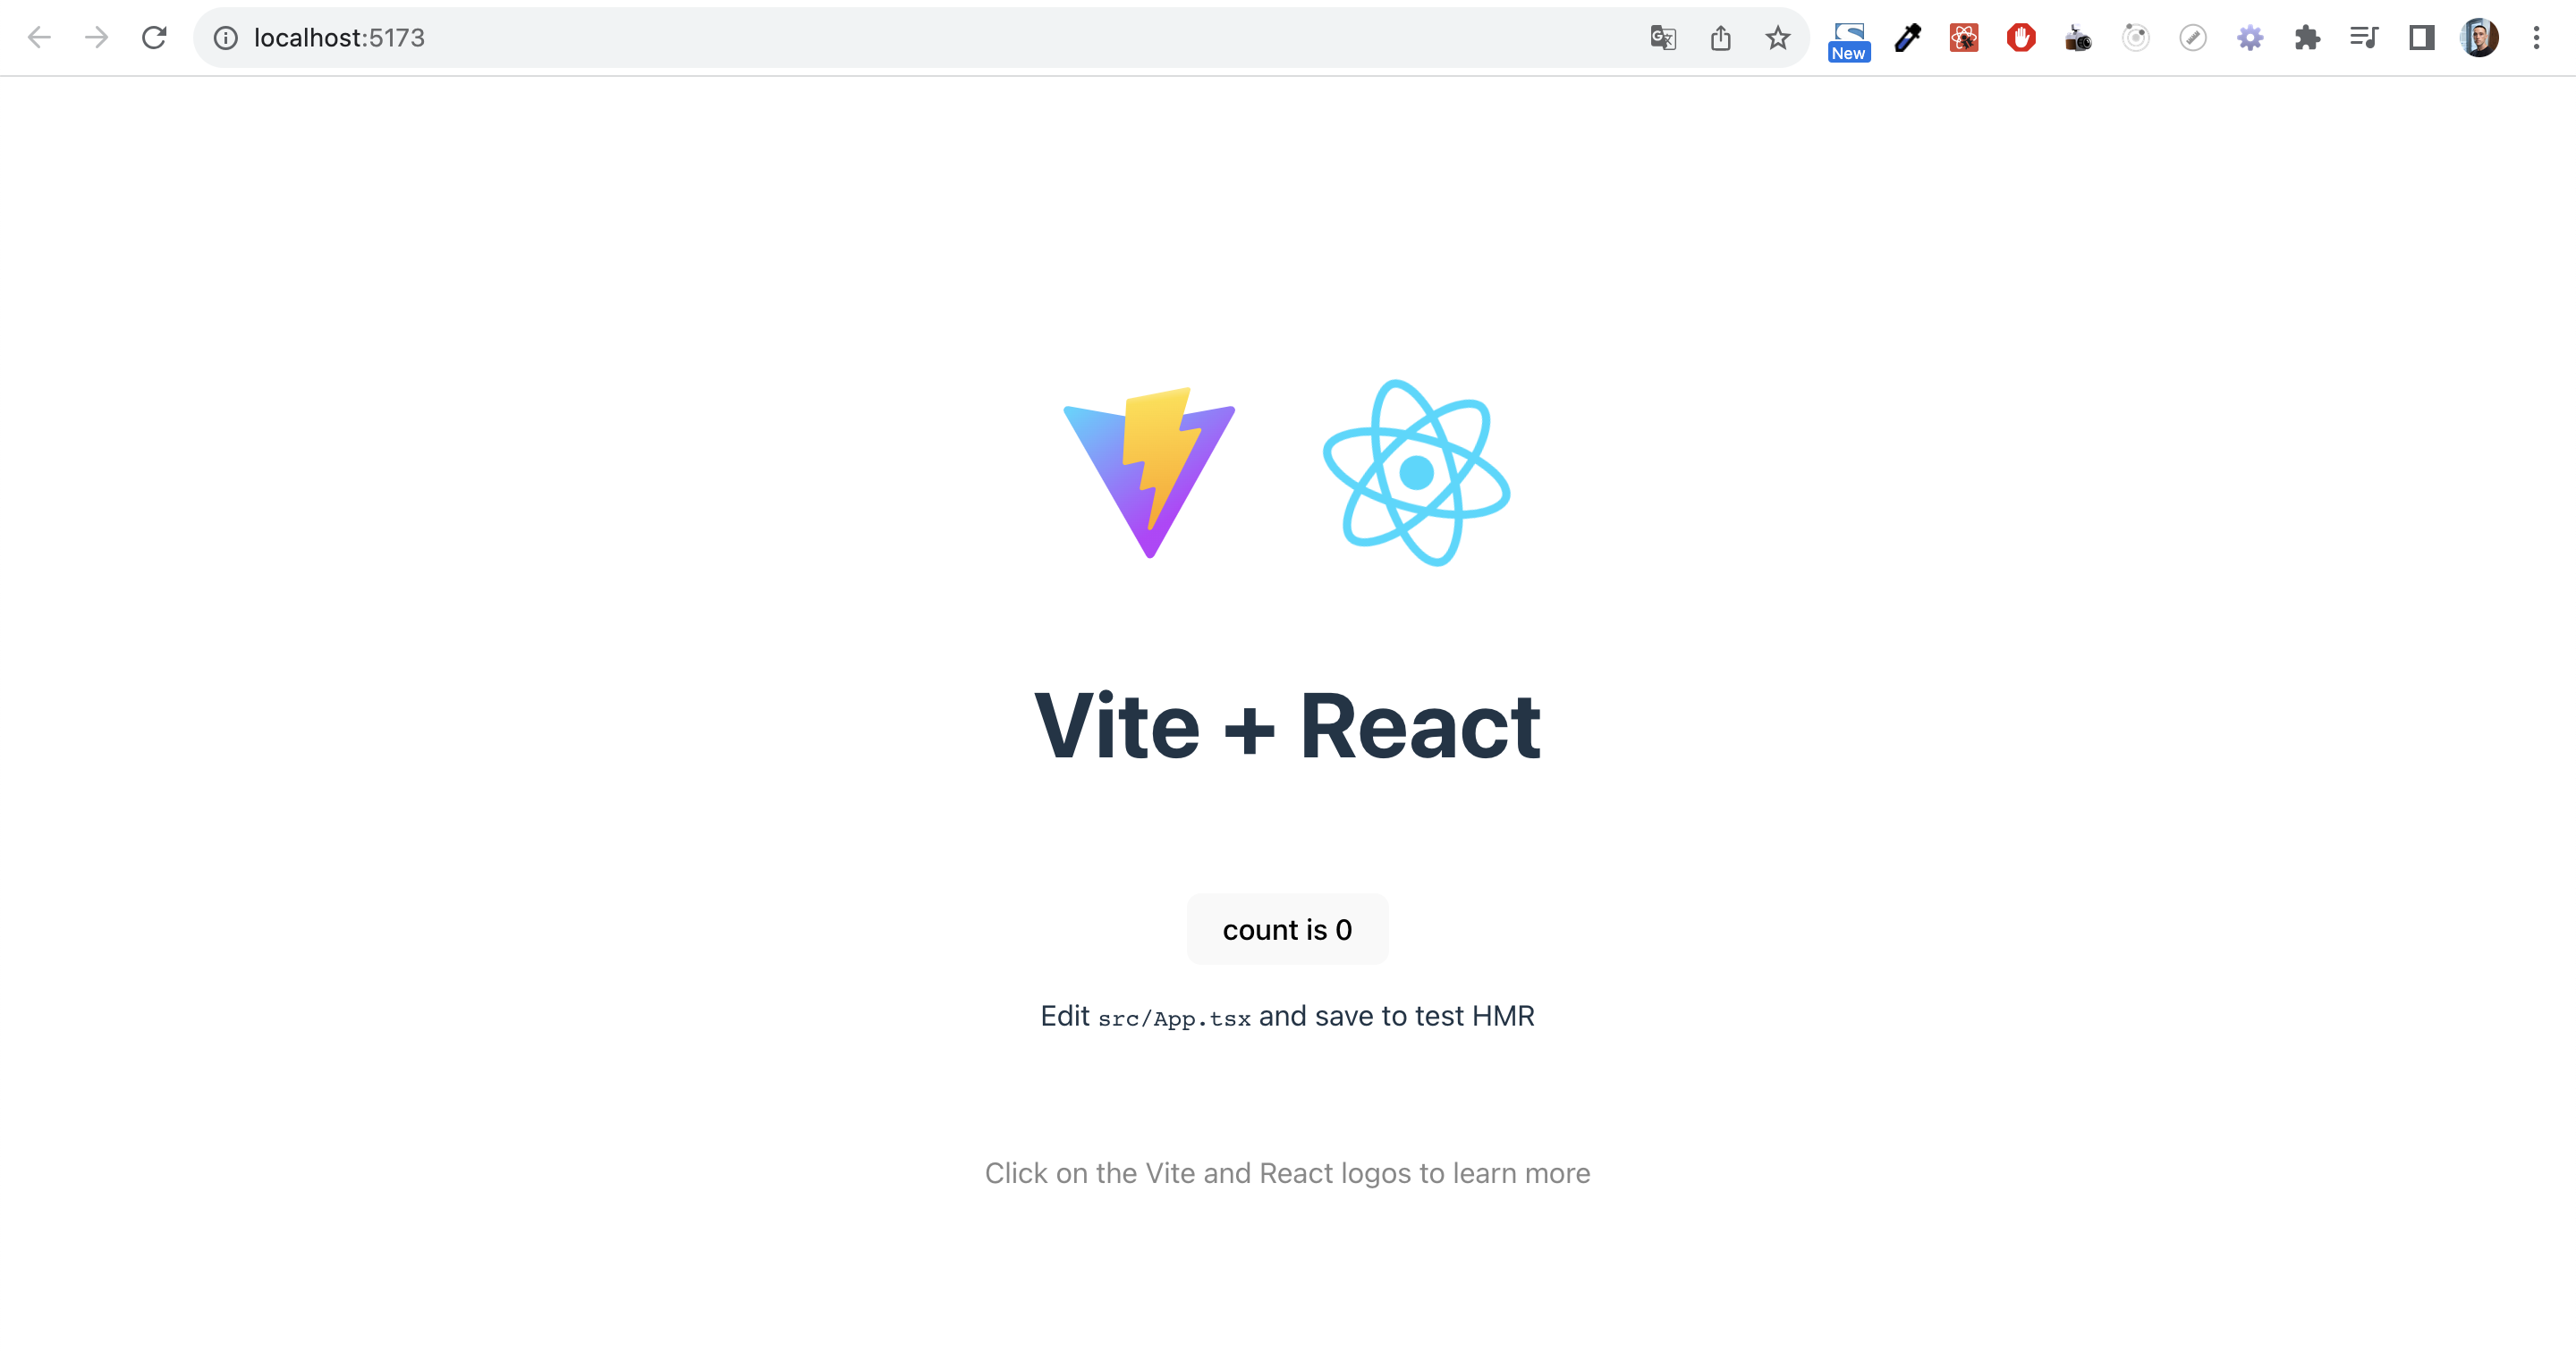 localhost:5173
New
Vite + React
count is 0
Edit src/App.tsx and save to test HMR
Click on the Vite and React logos to learn more